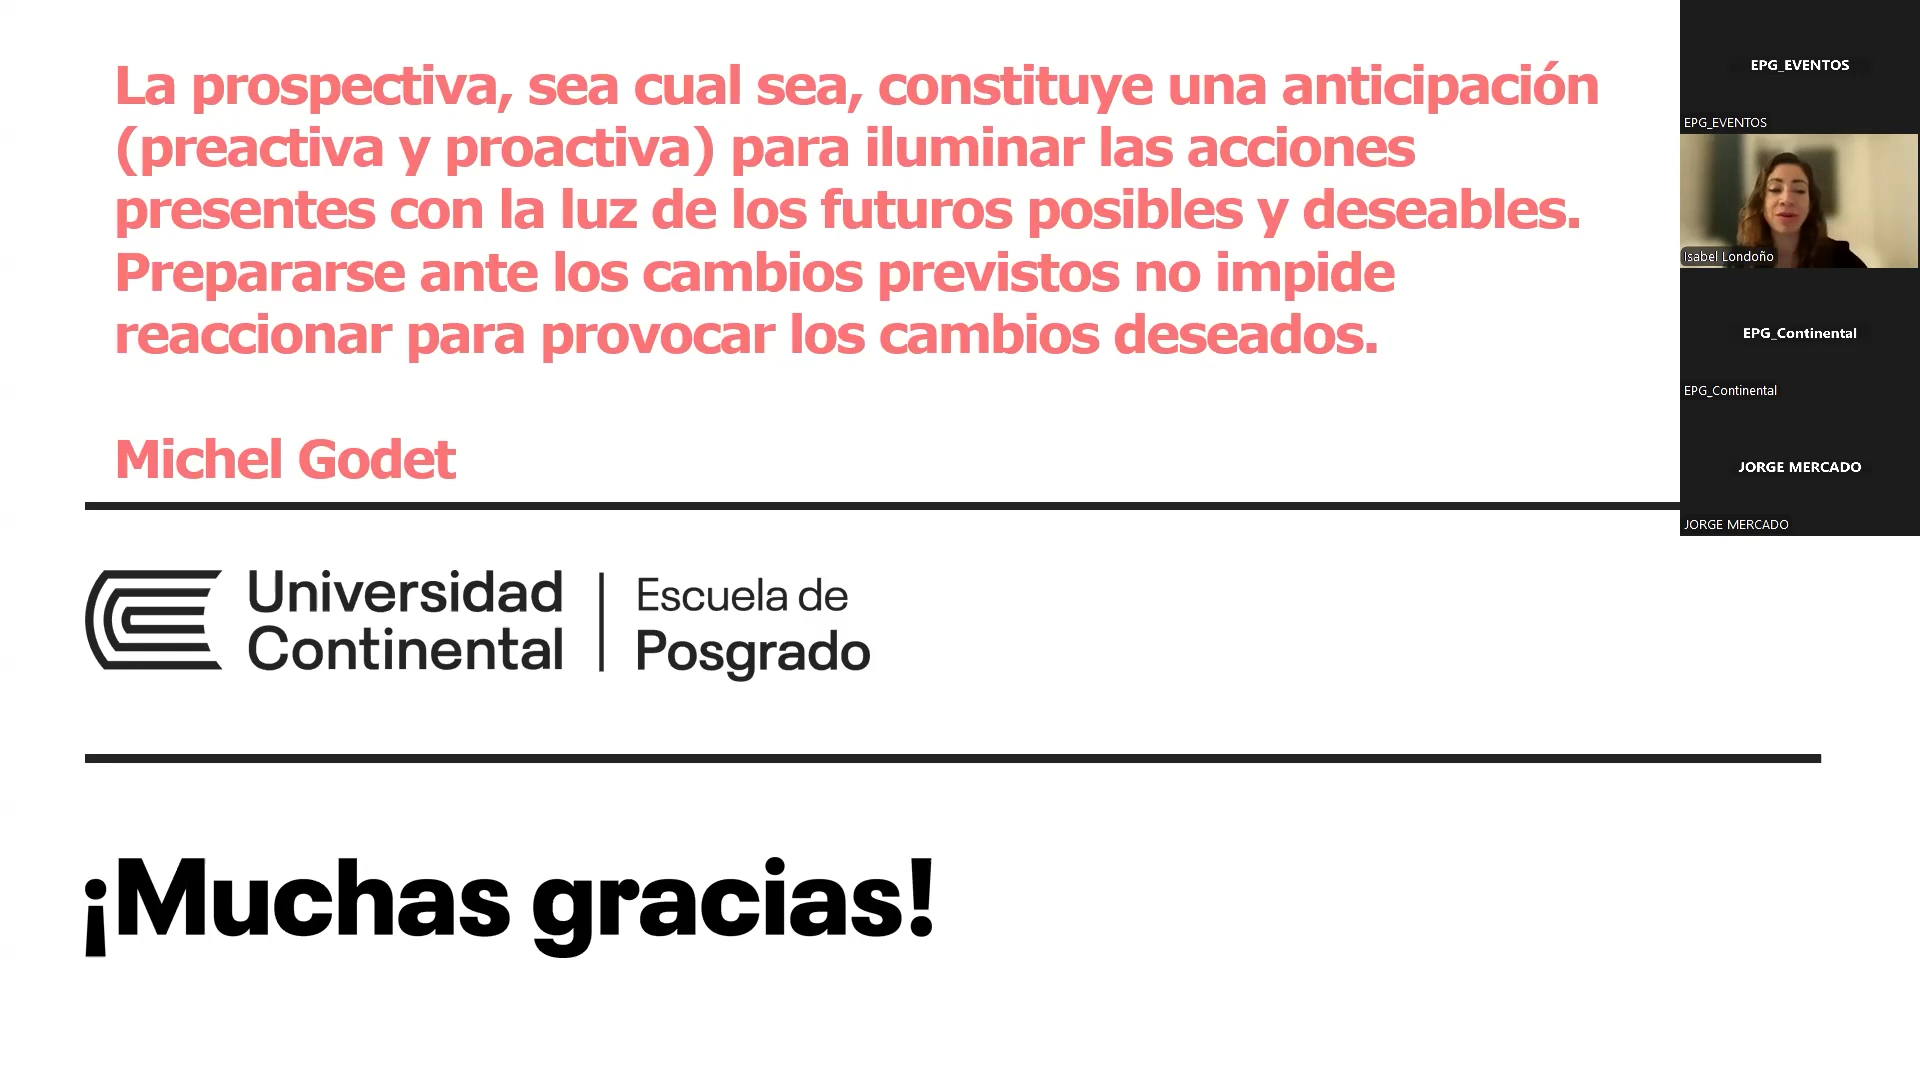 La prospectiva, sea cual sea, constituye una anticipación
(preactiva y proactiva) para iluminar las acciones
presentes con la luz de los futuros posibles y deseables.
Prepararse ante los cambios previstos no impide
reaccionar para provocar los cambios deseados.
Michel Godet
Universidad
Continental
Escuela de
Posgrado
¡Muchas gracias!
EPG_EVENTOS
EPG_EVENTOS
Isabel Londoño
EPG_Continental
EPG_Continental
JORGE MERCADO
JORGE MERCADO